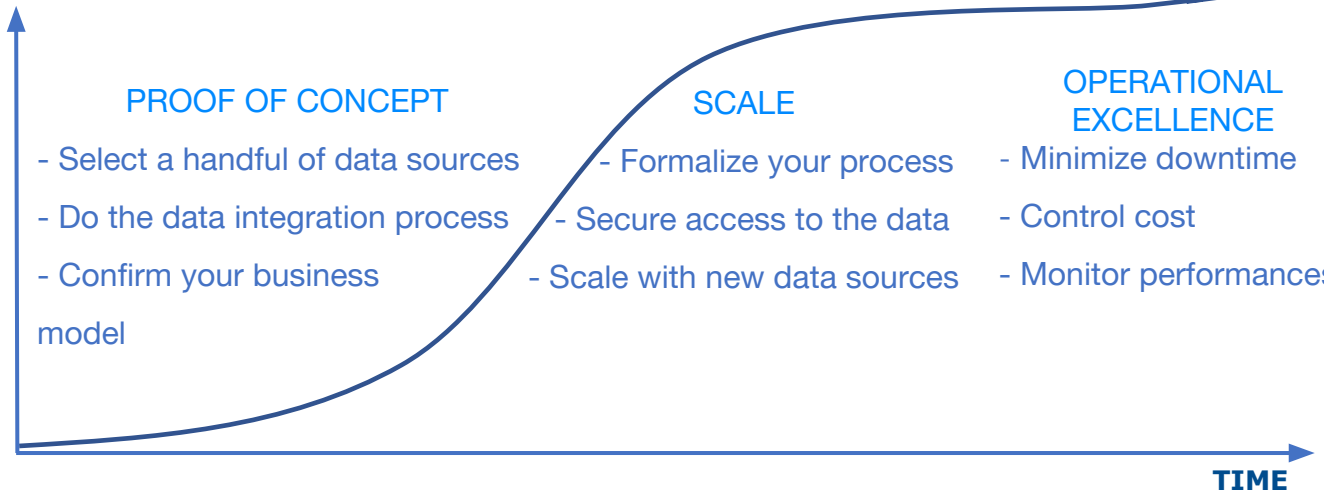 PROOF OF CONCEPT
- Select a handful of data sources
- Do the data integration process
- Confirm your business
model
SCALE
- Formalize your process
- Secure access to the data
- Scale with new data sources
OPERATIONAL
EXCELLENCE
- Minimize downtime
- Control cost
- Monitor performances
TIME